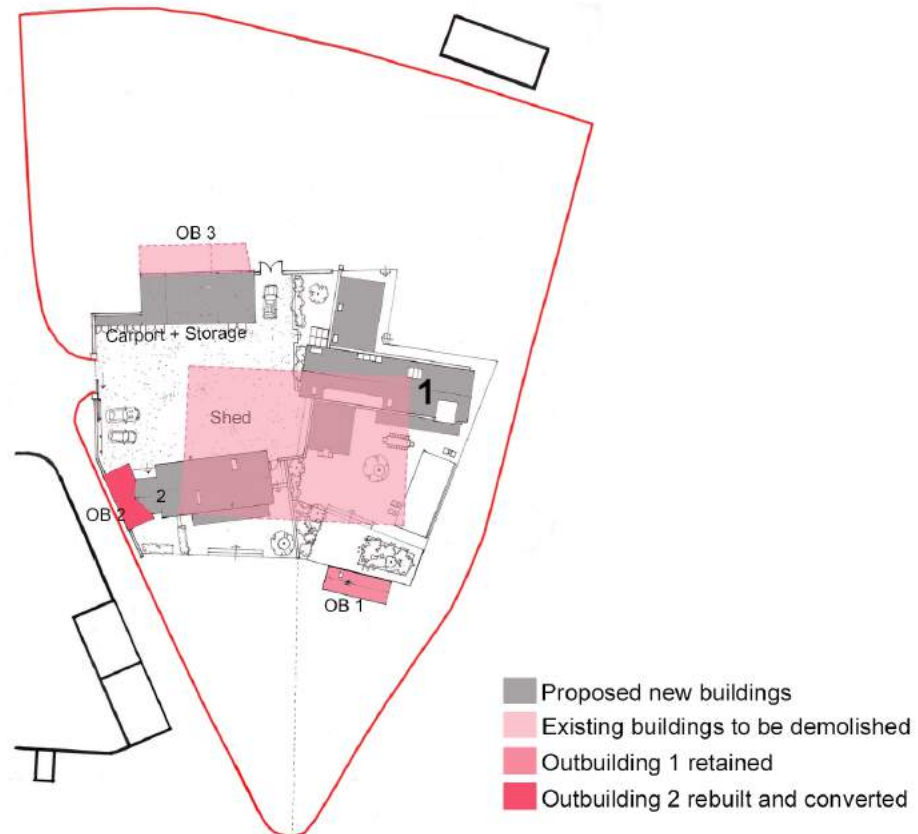 OB 3
Carport + Storage
1
Shed
2
OB 2
OB 1
Proposed new buildings
Existing buildings to be demolished
Outbuilding 1 retained
Outbuilding 2 rebuilt and converted